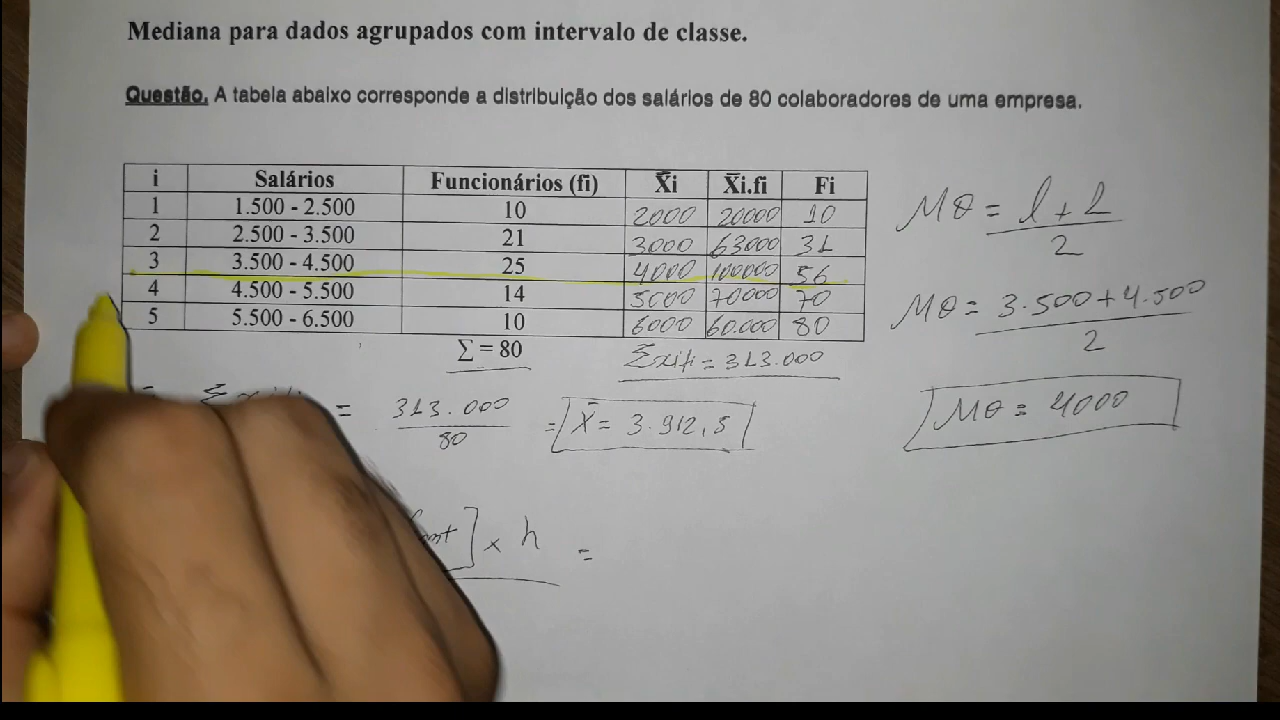 Mediana para dados agrupados com intervalo de classe.
Questão. A tabela abaixo corresponde a distribuição dos salários de 80 colaboradores de uma empresa.
i Salários Funcionários (fi) X̄i X̄i.fi Fi
1 1.500 - 2.500 10 2000 20000 10
2 2.500 - 3.500 21 3000 63000 31
3 3.500 - 4.500 25 4000 100000 56
4 4.500 - 5.500 14 5000 70000 70
5 5.500 - 6.500 10 6000 60.000 80
Σ = 80 Σxifi = 313.000
= 313.000 / 80 = X̄ = 3.912,5
] x h =
Mo = l + L / 2
Mo = 3.500 + 4.500 / 2
Mo = 4000